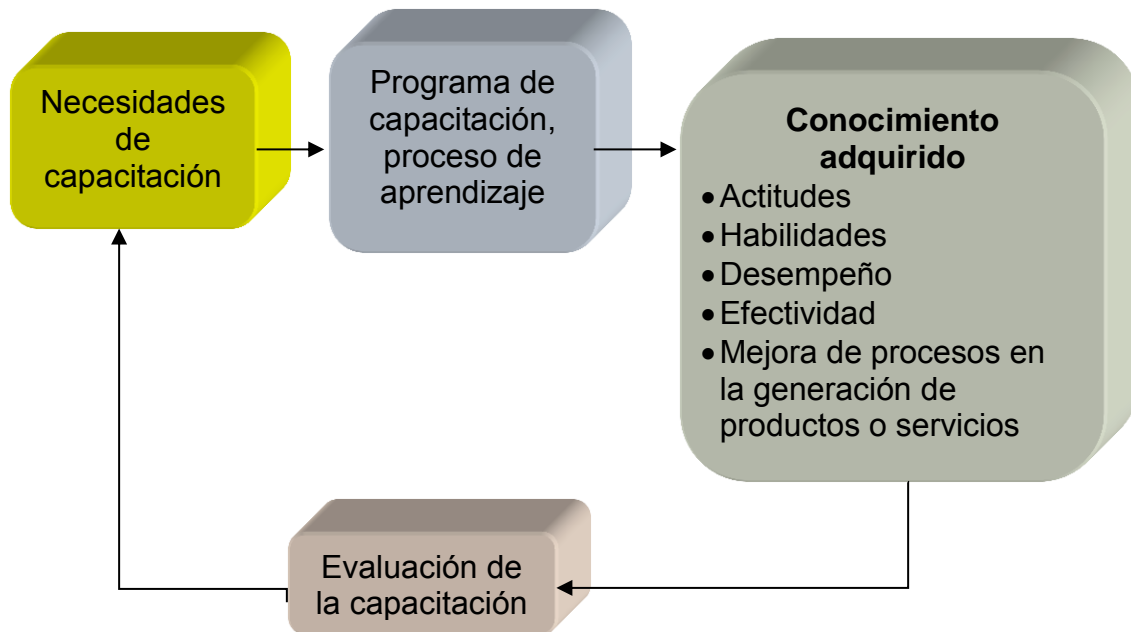 Necesidades
de
capacitación
Programa de
capacitación,
proceso de
aprendizaje
Conocimiento
adquirido
• Actitudes
• Habilidades
• Desempeño
• Efectividad
• Mejora de procesos en
la generación de
productos o servicios
Evaluación de
la capacitación